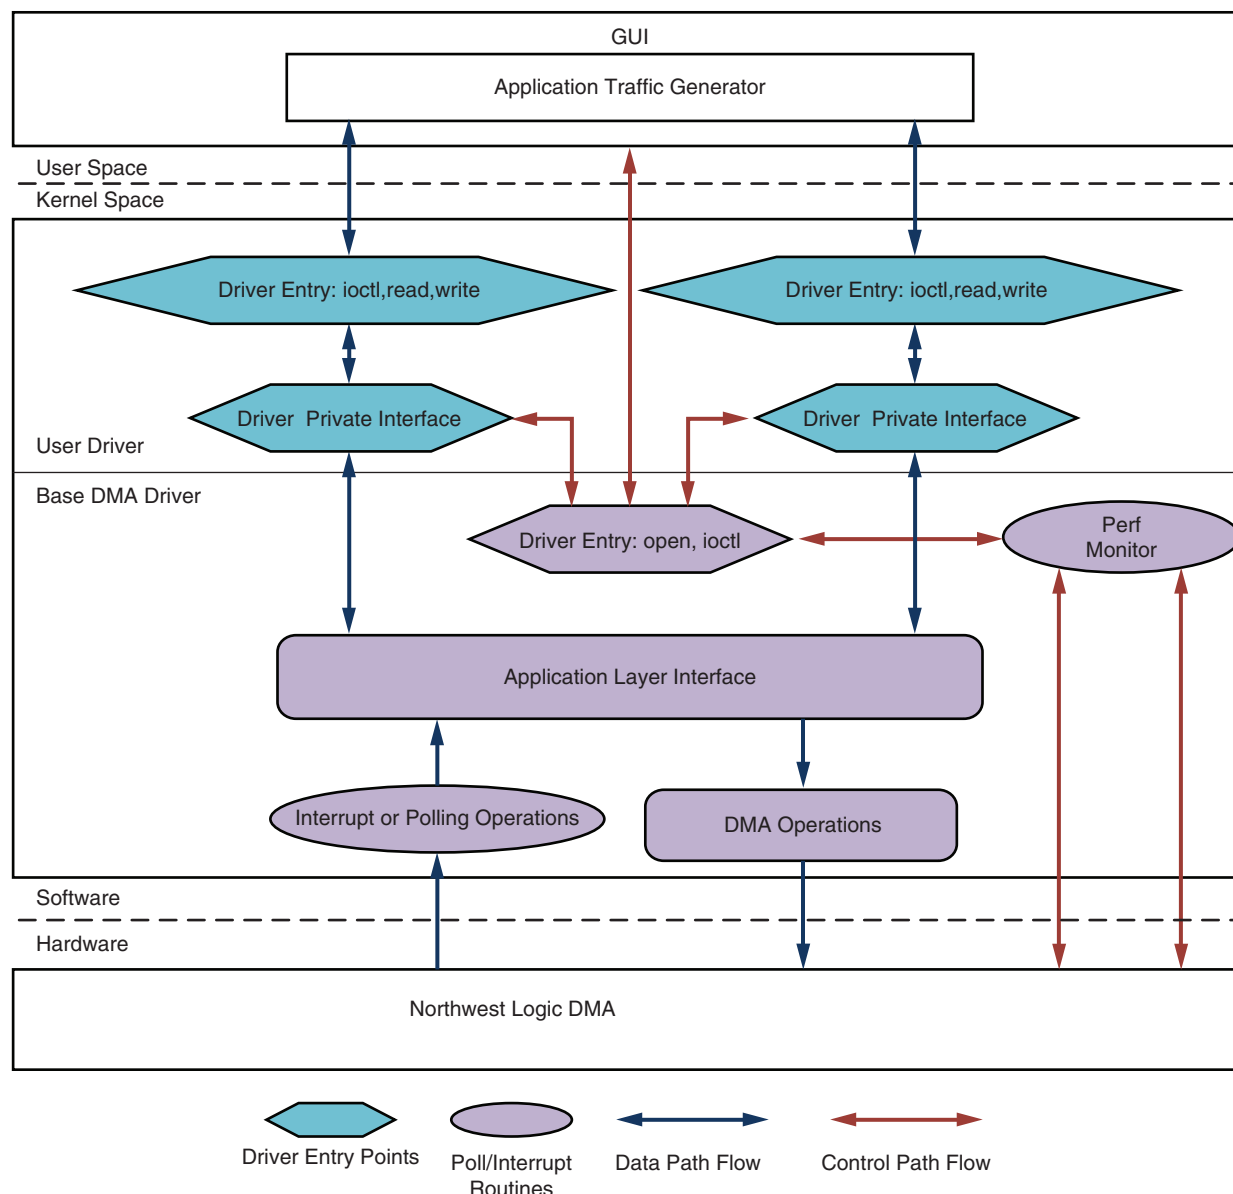 GUI
Application Traffic Generator
User Space
Kernel Space
Driver Entry: ioctl,read,write
Driver Entry: ioctl,read,write
Driver Private Interface
Driver Private Interface
User Driver
Base DMA Driver
Driver Entry: open, ioctl
Perf
Monitor
Application Layer Interface
Interrupt or Polling Operations
DMA Operations
Software
Hardware
Northwest Logic DMA
Driver Entry Points
Poll/Interrupt
Routines
Data Path Flow
Control Path Flow